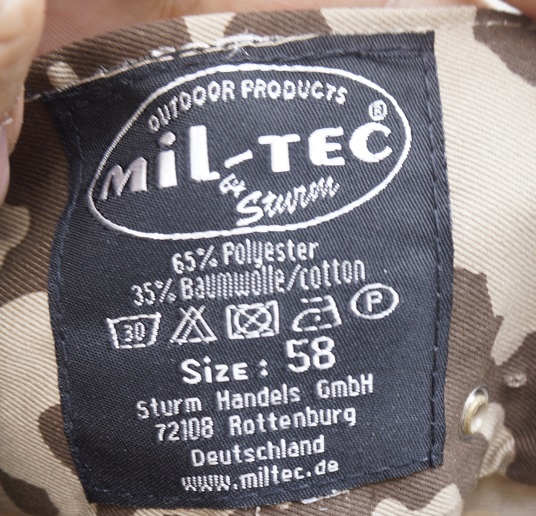 OUTDOOR PRODUCTS
MiL-TEC ®
by Sturm
65% Polyester
35% Baumwolle/cotton
30 P
Size: 58
Sturm Handels GmbH
72108 Rottenburg
Deutschland
www.miltec.de